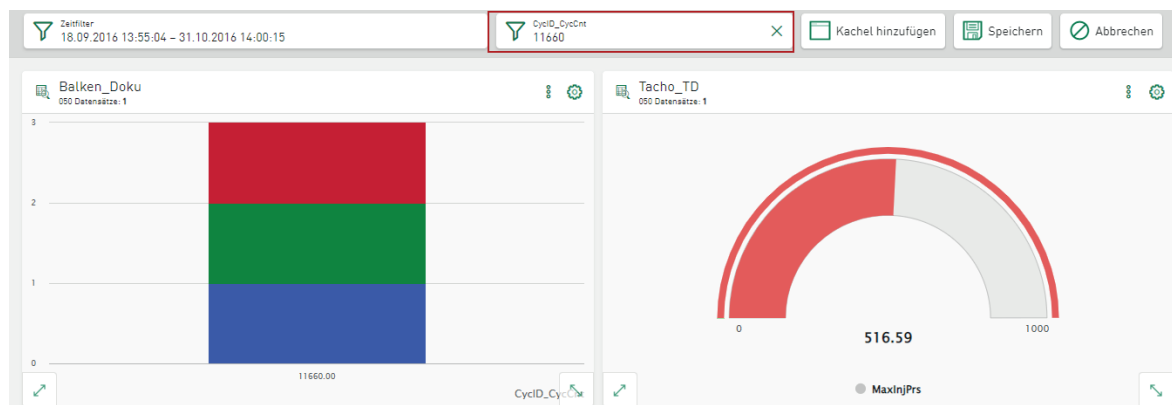 Zeitfilter
18.09.2016 13:55:04 – 31.10.2016 14:00:15
CycID_CycCnt
11660
Kachel hinzufügen
Speichern
Abbrechen
Balken_Doku
050 Datensätze: 1
3
2
1
0
11660.00
CycID_CycCnt
Tacho_TD
050 Datensätze: 1
0
1000
516.59
MaxInjPrs